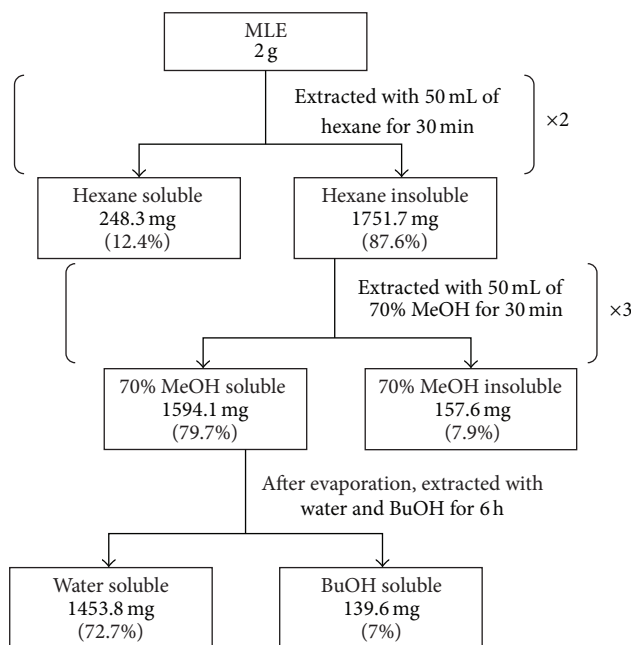 MLE
2 g
Extracted with 50 mL of
hexane for 30 min
×2
Hexane soluble
248.3 mg
(12.4%)
Hexane insoluble
1751.7 mg
(87.6%)
Extracted with 50 mL of
70% MeOH for 30 min
×3
70% MeOH soluble
1594.1 mg
(79.7%)
70% MeOH insoluble
157.6 mg
(7.9%)
After evaporation, extracted with
water and BuOH for 6 h
Water soluble
1453.8 mg
(72.7%)
BuOH soluble
139.6 mg
(7%)